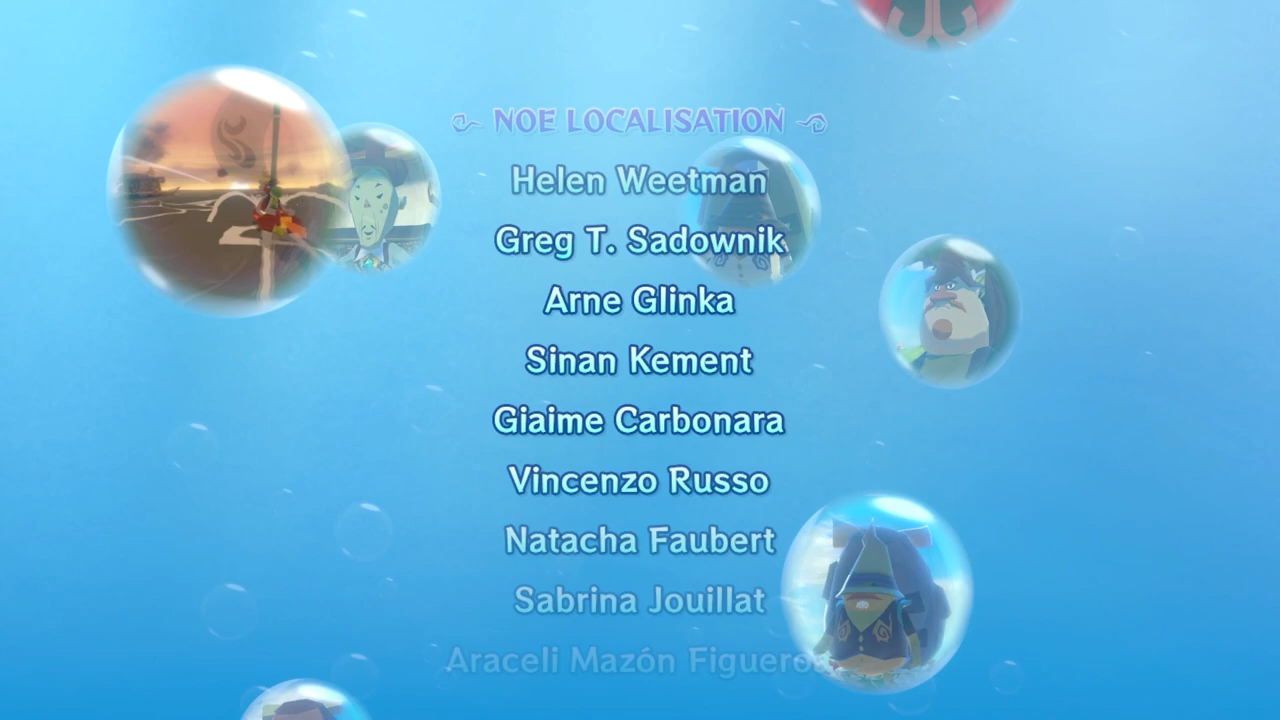 NOE LOCALISATION
Helen Weetman
Greg T. Sadownik
Arne Glinka
Sinan Kement
Giaime Carbonara
Vincenzo Russo
Natacha Faubert
Sabrina Jouillat
Araceli Mazón Figueroa